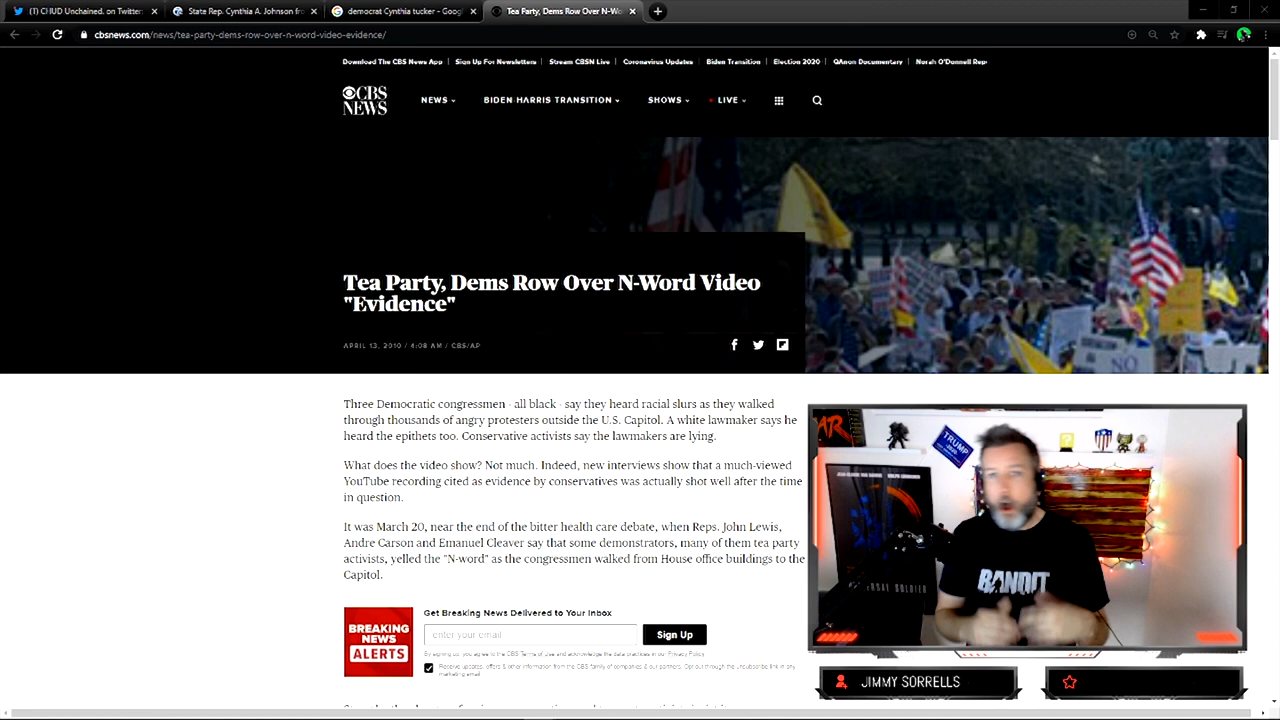 (1) CHUD Unchained. on Twitter
State Rep. Cynthia A. Johnson from
democrat Cynthia tucker - Goog
Tea Party, Dems Row Over N-Wo
cbsnews.com/news/tea-party-dems-row-over-n-word-video-evidence/
Download The CBS News App
Sign Up For Newsletters
Stream CBSN Live
Coronavirus Updates
Biden Transition
Election 2020
QAnon Documentary
Norah O'Donnell Rep
CBS NEWS
NEWS
BIDEN-HARRIS TRANSITION
SHOWS
LIVE
Tea Party, Dems Row Over N-Word Video
"Evidence"
APRIL 13, 2010 / 4:08 AM / CBS/AP
Three Democratic congressmen - all black - say they heard racial slurs as they walked
through thousands of angry protesters outside the U.S. Capitol. A white lawmaker says he
heard the epithets too. Conservative activists say the lawmakers are lying.
What does the video show? Not much. Indeed, new interviews show that a much-viewed
YouTube recording cited as evidence by conservatives was actually shot well after the time
in question.
It was March 20, near the end of the bitter health care debate, when Reps. John Lewis,
Andre Carson and Emanuel Cleaver say that some demonstrators, many of them tea party
activists, yelled the "N-word" as the congressmen walked from House office buildings to the
Capitol.
BREAKING
NEWS
ALERTS
Get Breaking News Delivered to Your Inbox
enter your email
Sign Up
By signing up, you agree to the CBS Terms of Use and acknowledge the data practices in our Privacy Policy
Receive updates, offers & other information from the CBS family of companies & our partners. Opt out through the unsubscribe link in any
marketing email
TRUMP
BANDIT
JIMMY SORRELLS